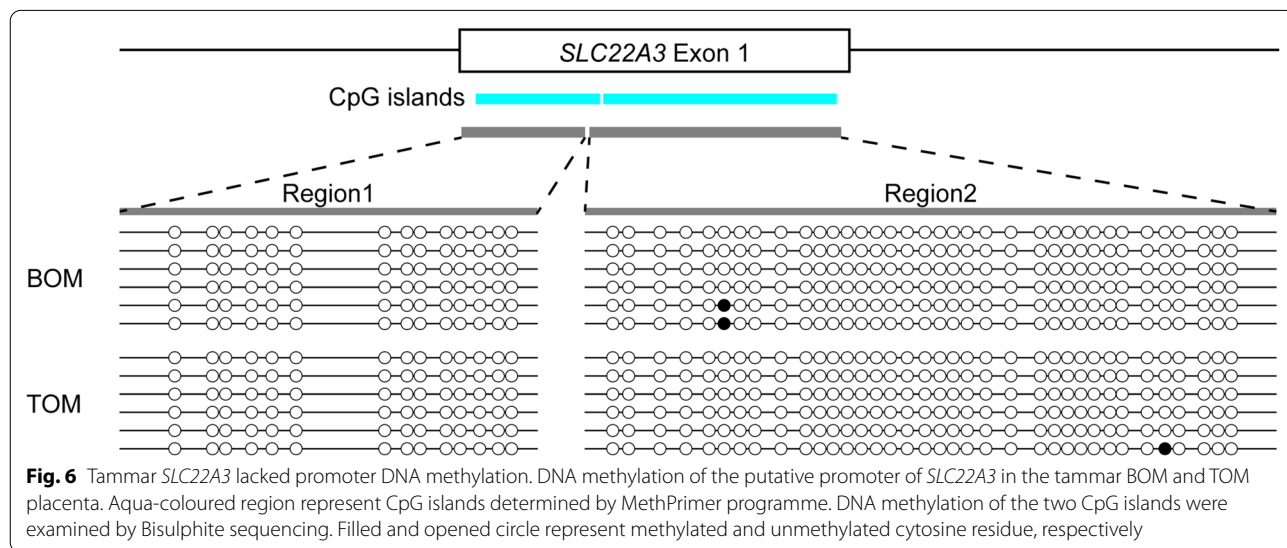 SLC22A3 Exon 1
CpG islands
Region1 Region2
BOM
TOM
Fig. 6 Tammar SLC22A3 lacked promoter DNA methylation. DNA methylation of the putative promoter of SLC22A3 in the tammar BOM and TOM
placenta. Aqua-coloured region represent CpG islands determined by MethPrimer programme. DNA methylation of the two CpG islands were
examined by Bisulphite sequencing. Filled and opened circle represent methylated and unmethylated cytosine residue, respectively